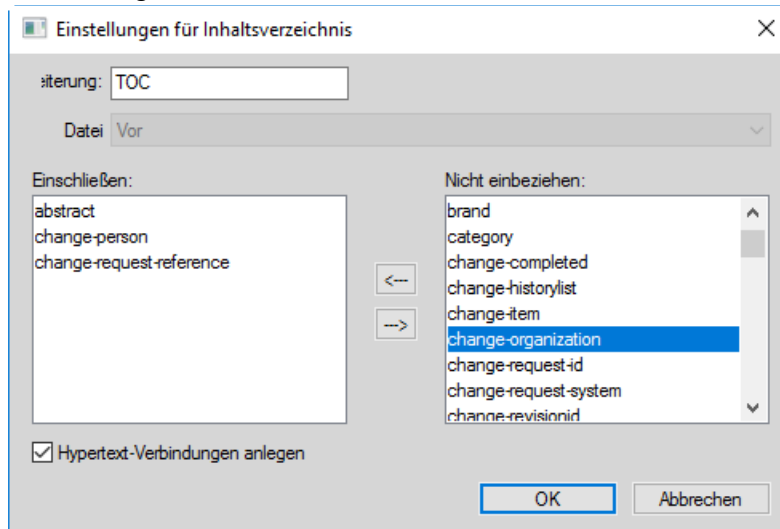 Einstellungen für Inhaltsverzeichnis
eiterung: TOC
Datei Vor
Einschließen:
abstract
change-person
change-request-reference
<---
--->
Nicht einbeziehen:
brand
category
change-completed
change-historylist
change-item
change-organization
change-request-id
change-request-system
change-revisionid
Hypertext-Verbindungen anlegen
OK
Abbrechen